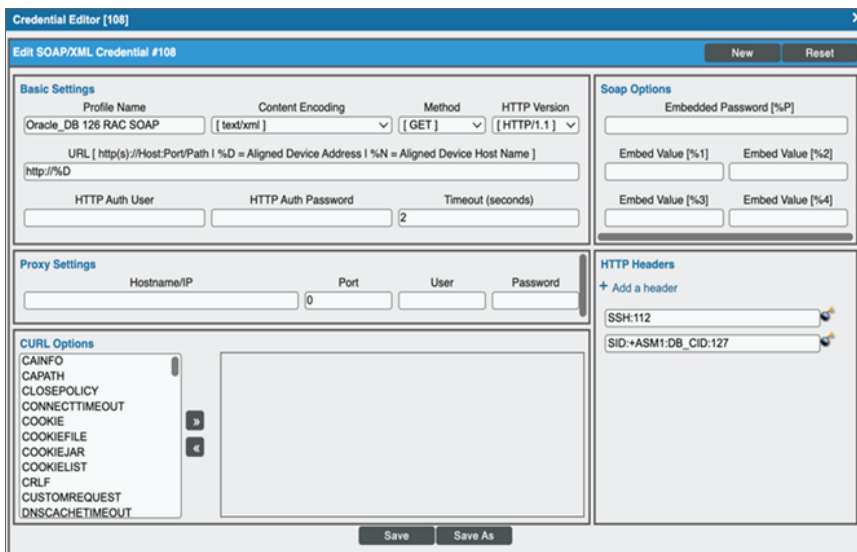 Credential Editor [108]
Edit SOAP/XML Credential #108
New
Reset
Basic Settings
Profile Name
Content Encoding
Method
HTTP Version
Oracle_DB 126 RAC SOAP
[ text/xml ]
[ GET ]
[ HTTP/1.1 ]
URL [ http(s)://Host:Port/Path | %D = Aligned Device Address | %N = Aligned Device Host Name ]
http://%D
HTTP Auth User
HTTP Auth Password
Timeout (seconds)
2
Soap Options
Embedded Password [%P]
Embed Value [%1]
Embed Value [%2]
Embed Value [%3]
Embed Value [%4]
Proxy Settings
Hostname/IP
Port
User
Password
0
HTTP Headers
+ Add a header
SSH:112
SID:+ASM1:DB_CID:127
CURL Options
CAINFO
CAPATH
CLOSEPOLICY
CONNECTTIMEOUT
COOKIE
COOKIEFILE
COOKIEJAR
COOKIELIST
CRLF
CUSTOMREQUEST
DNSCACHETIMEOUT
»
«
Save
Save As